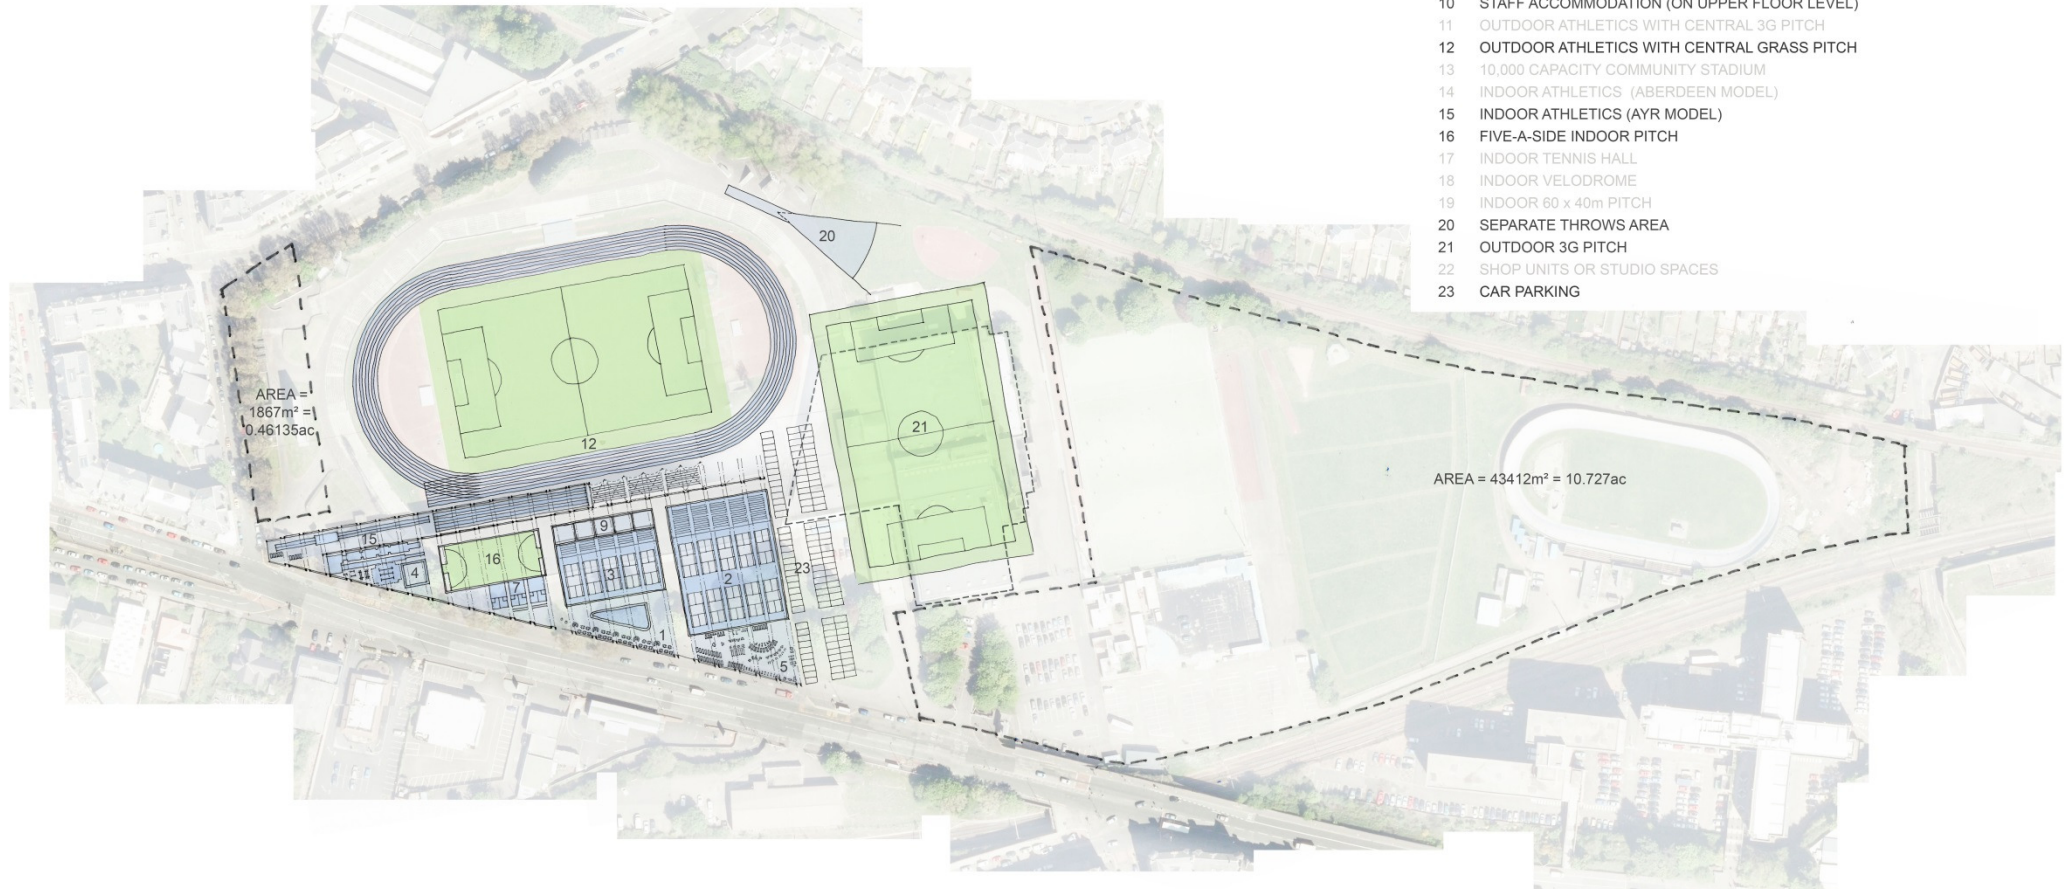 10 STAFF ACCOMMODATION (ON UPPER FLOOR LEVEL)
11 OUTDOOR ATHLETICS WITH CENTRAL 3G PITCH
12 OUTDOOR ATHLETICS WITH CENTRAL GRASS PITCH
13 10,000 CAPACITY COMMUNITY STADIUM
14 INDOOR ATHLETICS (ABERDEEN MODEL)
15 INDOOR ATHLETICS (AYR MODEL)
16 FIVE-A-SIDE INDOOR PITCH
17 INDOOR TENNIS HALL
18 INDOOR VELODROME
19 INDOOR 60 x 40m PITCH
20 SEPARATE THROWS AREA
21 OUTDOOR 3G PITCH
22 SHOP UNITS OR STUDIO SPACES
23 CAR PARKING
20
AREA =
1867m² =
0.46135ac
12
21
AREA = 43412m² = 10.727ac
15
9
16
4
7
3
2
23
1
5